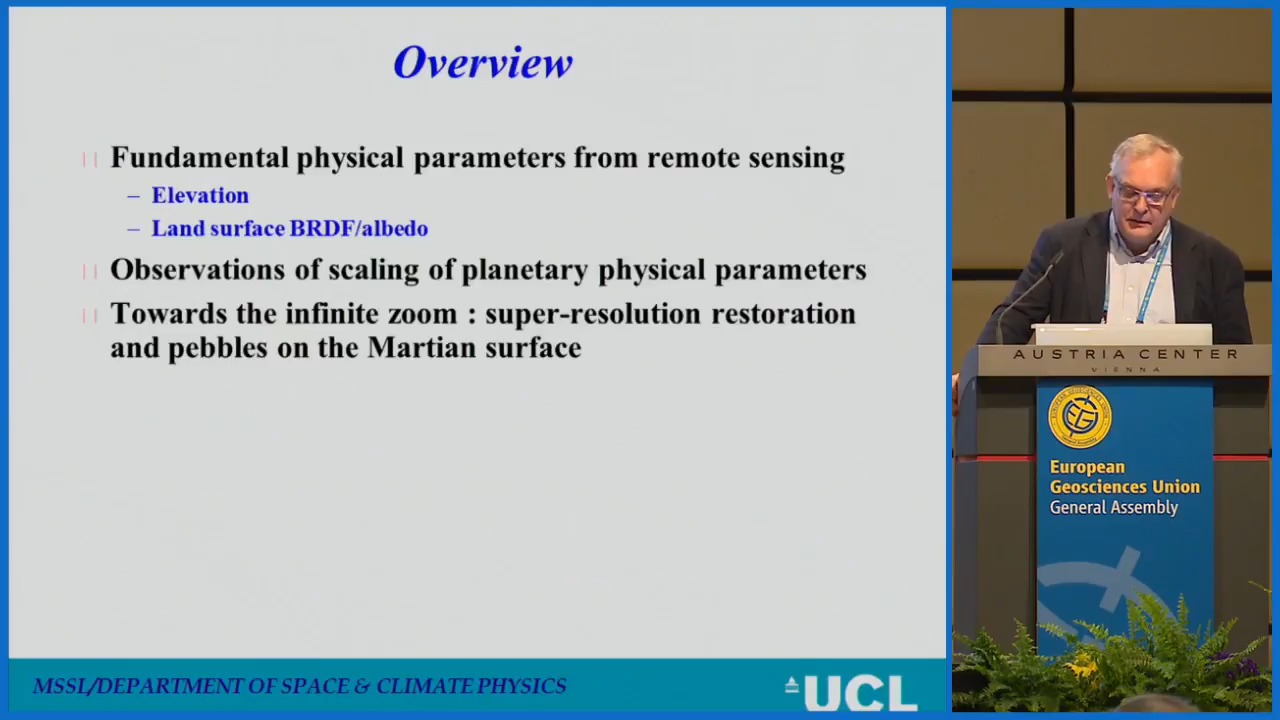 Overview
Fundamental physical parameters from remote sensing
– Elevation
– Land surface BRDF/albedo
Observations of scaling of planetary physical parameters
Towards the infinite zoom : super-resolution restoration
and pebbles on the Martian surface
MSSL/DEPARTMENT OF SPACE & CLIMATE PHYSICS
UCL
AUSTRIA CENTER
VIENNA
European
Geosciences Union
General Assembly